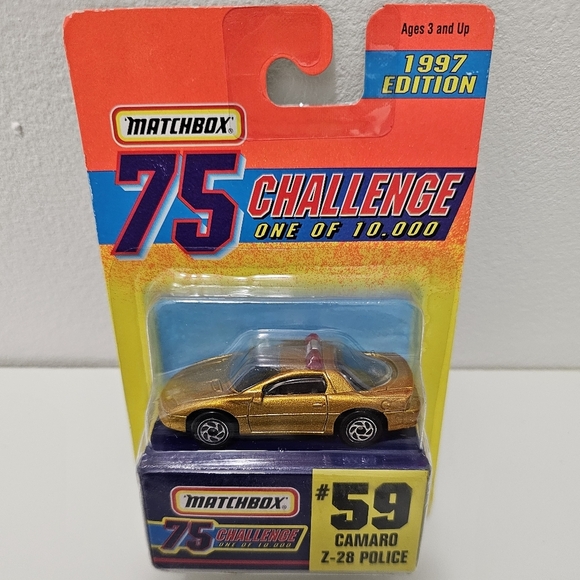 Ages 3 and Up
1997
EDITION
MATCHBOX
75 CHALLENGE
ONE OF 10,000
MATCHBOX
75 CHALLENGE
ONE OF 10,000
#59
CAMARO
Z-28 POLICE